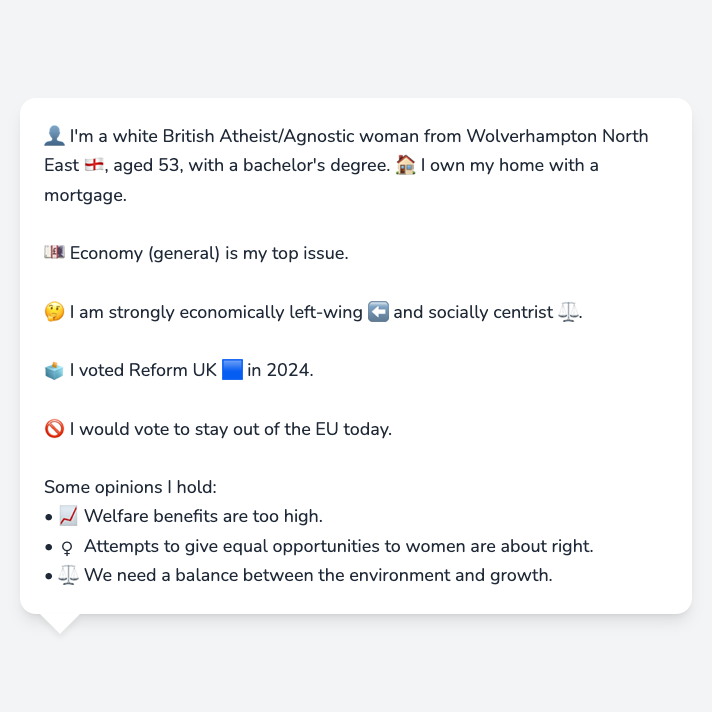 👤 I'm a white British Atheist/Agnostic woman from Wolverhampton North
East 🏴󠁧󠁢󠁥󠁮󠁧󠁿, aged 53, with a bachelor's degree. 🏠 I own my home with a
mortgage.
💷 Economy (general) is my top issue.
🤔 I am strongly economically left-wing ⬅️ and socially centrist ⚖️.
🗳️ I voted Reform UK 🟦 in 2024.
🚫 I would vote to stay out of the EU today.
Some opinions I hold:
• 📈 Welfare benefits are too high.
• ♀ Attempts to give equal opportunities to women are about right.
• ⚖️ We need a balance between the environment and growth.